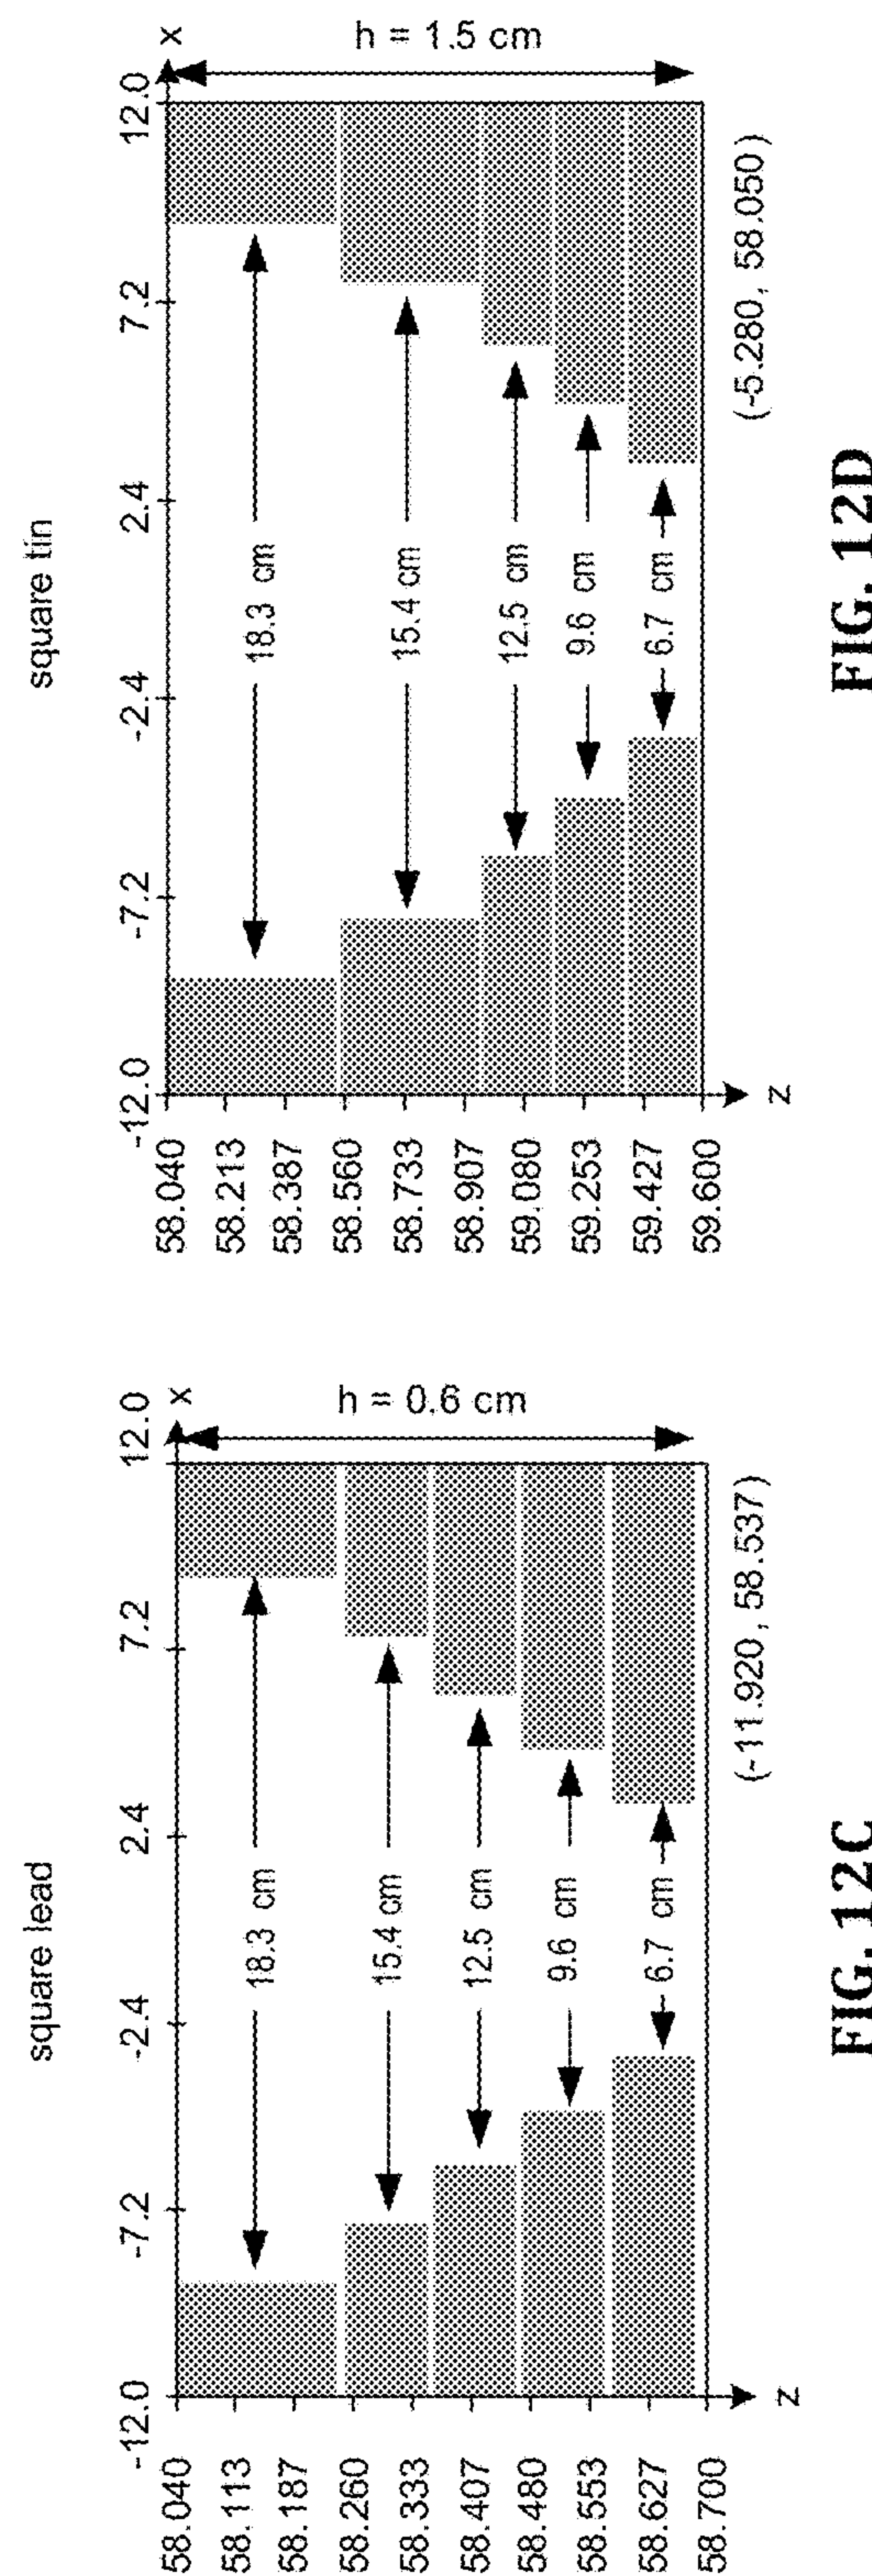 square lead
-12.0 -7.2 -2.4 2.4 7.2 12.0 x
58.040
58.113
58.187
58.260
58.333
58.407
58.480
58.553
58.627
58.700
18.3 cm
15.4 cm
12.5 cm
9.6 cm
6.7 cm
h = 0.6 cm
z
(-11.920, 58.537)
FIG. 12C
square tin
-12.0 -7.2 -2.4 2.4 7.2 12.0 x
58.040
58.213
58.387
58.560
58.733
58.907
59.080
59.253
59.427
59.600
18.3 cm
15.4 cm
12.5 cm
9.6 cm
6.7 cm
h = 1.5 cm
z
(-5.280, 58.050)
FIG. 12D